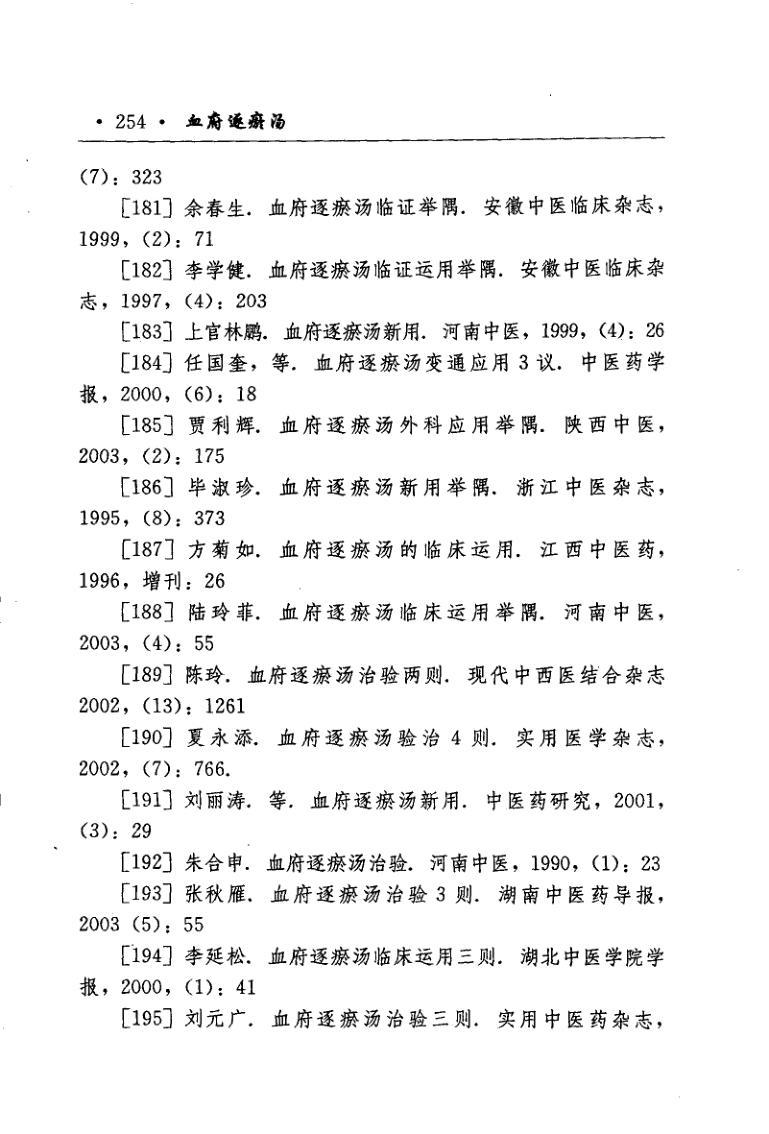 • 254 • 血府逐瘀汤
(7): 323
[181] 余春生. 血府逐瘀汤临证举隅. 安徽中医临床杂志,
1999, (2): 71
[182] 李学健. 血府逐瘀汤临证运用举隅. 安徽中医临床杂
志, 1997, (4): 203
[183] 上官林鹏. 血府逐瘀汤新用. 河南中医, 1999, (4): 26
[184] 任国奎, 等. 血府逐瘀汤变通应用 3 议. 中医药学
报, 2000, (6): 18
[185] 贾利辉. 血府逐瘀汤外科应用举隅. 陕西中医,
2003, (2): 175
[186] 毕淑珍. 血府逐瘀汤新用举隅. 浙江中医杂志,
1995, (8): 373
[187] 方菊如. 血府逐瘀汤的临床运用. 江西中医药,
1996, 增刊: 26
[188] 陆玲菲. 血府逐瘀汤临床运用举隅. 河南中医,
2003, (4): 55
[189] 陈玲. 血府逐瘀汤治验两则. 现代中西医结合杂志
2002, (13): 1261
[190] 夏永添. 血府逐瘀汤验治 4 则. 实用医学杂志,
2002, (7): 766.
[191] 刘丽涛. 等. 血府逐瘀汤新用. 中医药研究, 2001,
(3): 29
[192] 朱合申. 血府逐瘀汤治验. 河南中医, 1990, (1): 23
[193] 张秋雁. 血府逐瘀汤治验 3 则. 湖南中医药导报,
2003 (5): 55
[194] 李延松. 血府逐瘀汤临床运用三则. 湖北中医学院学
报, 2000, (1): 41
[195] 刘元广. 血府逐瘀汤治验三则. 实用中医药杂志,